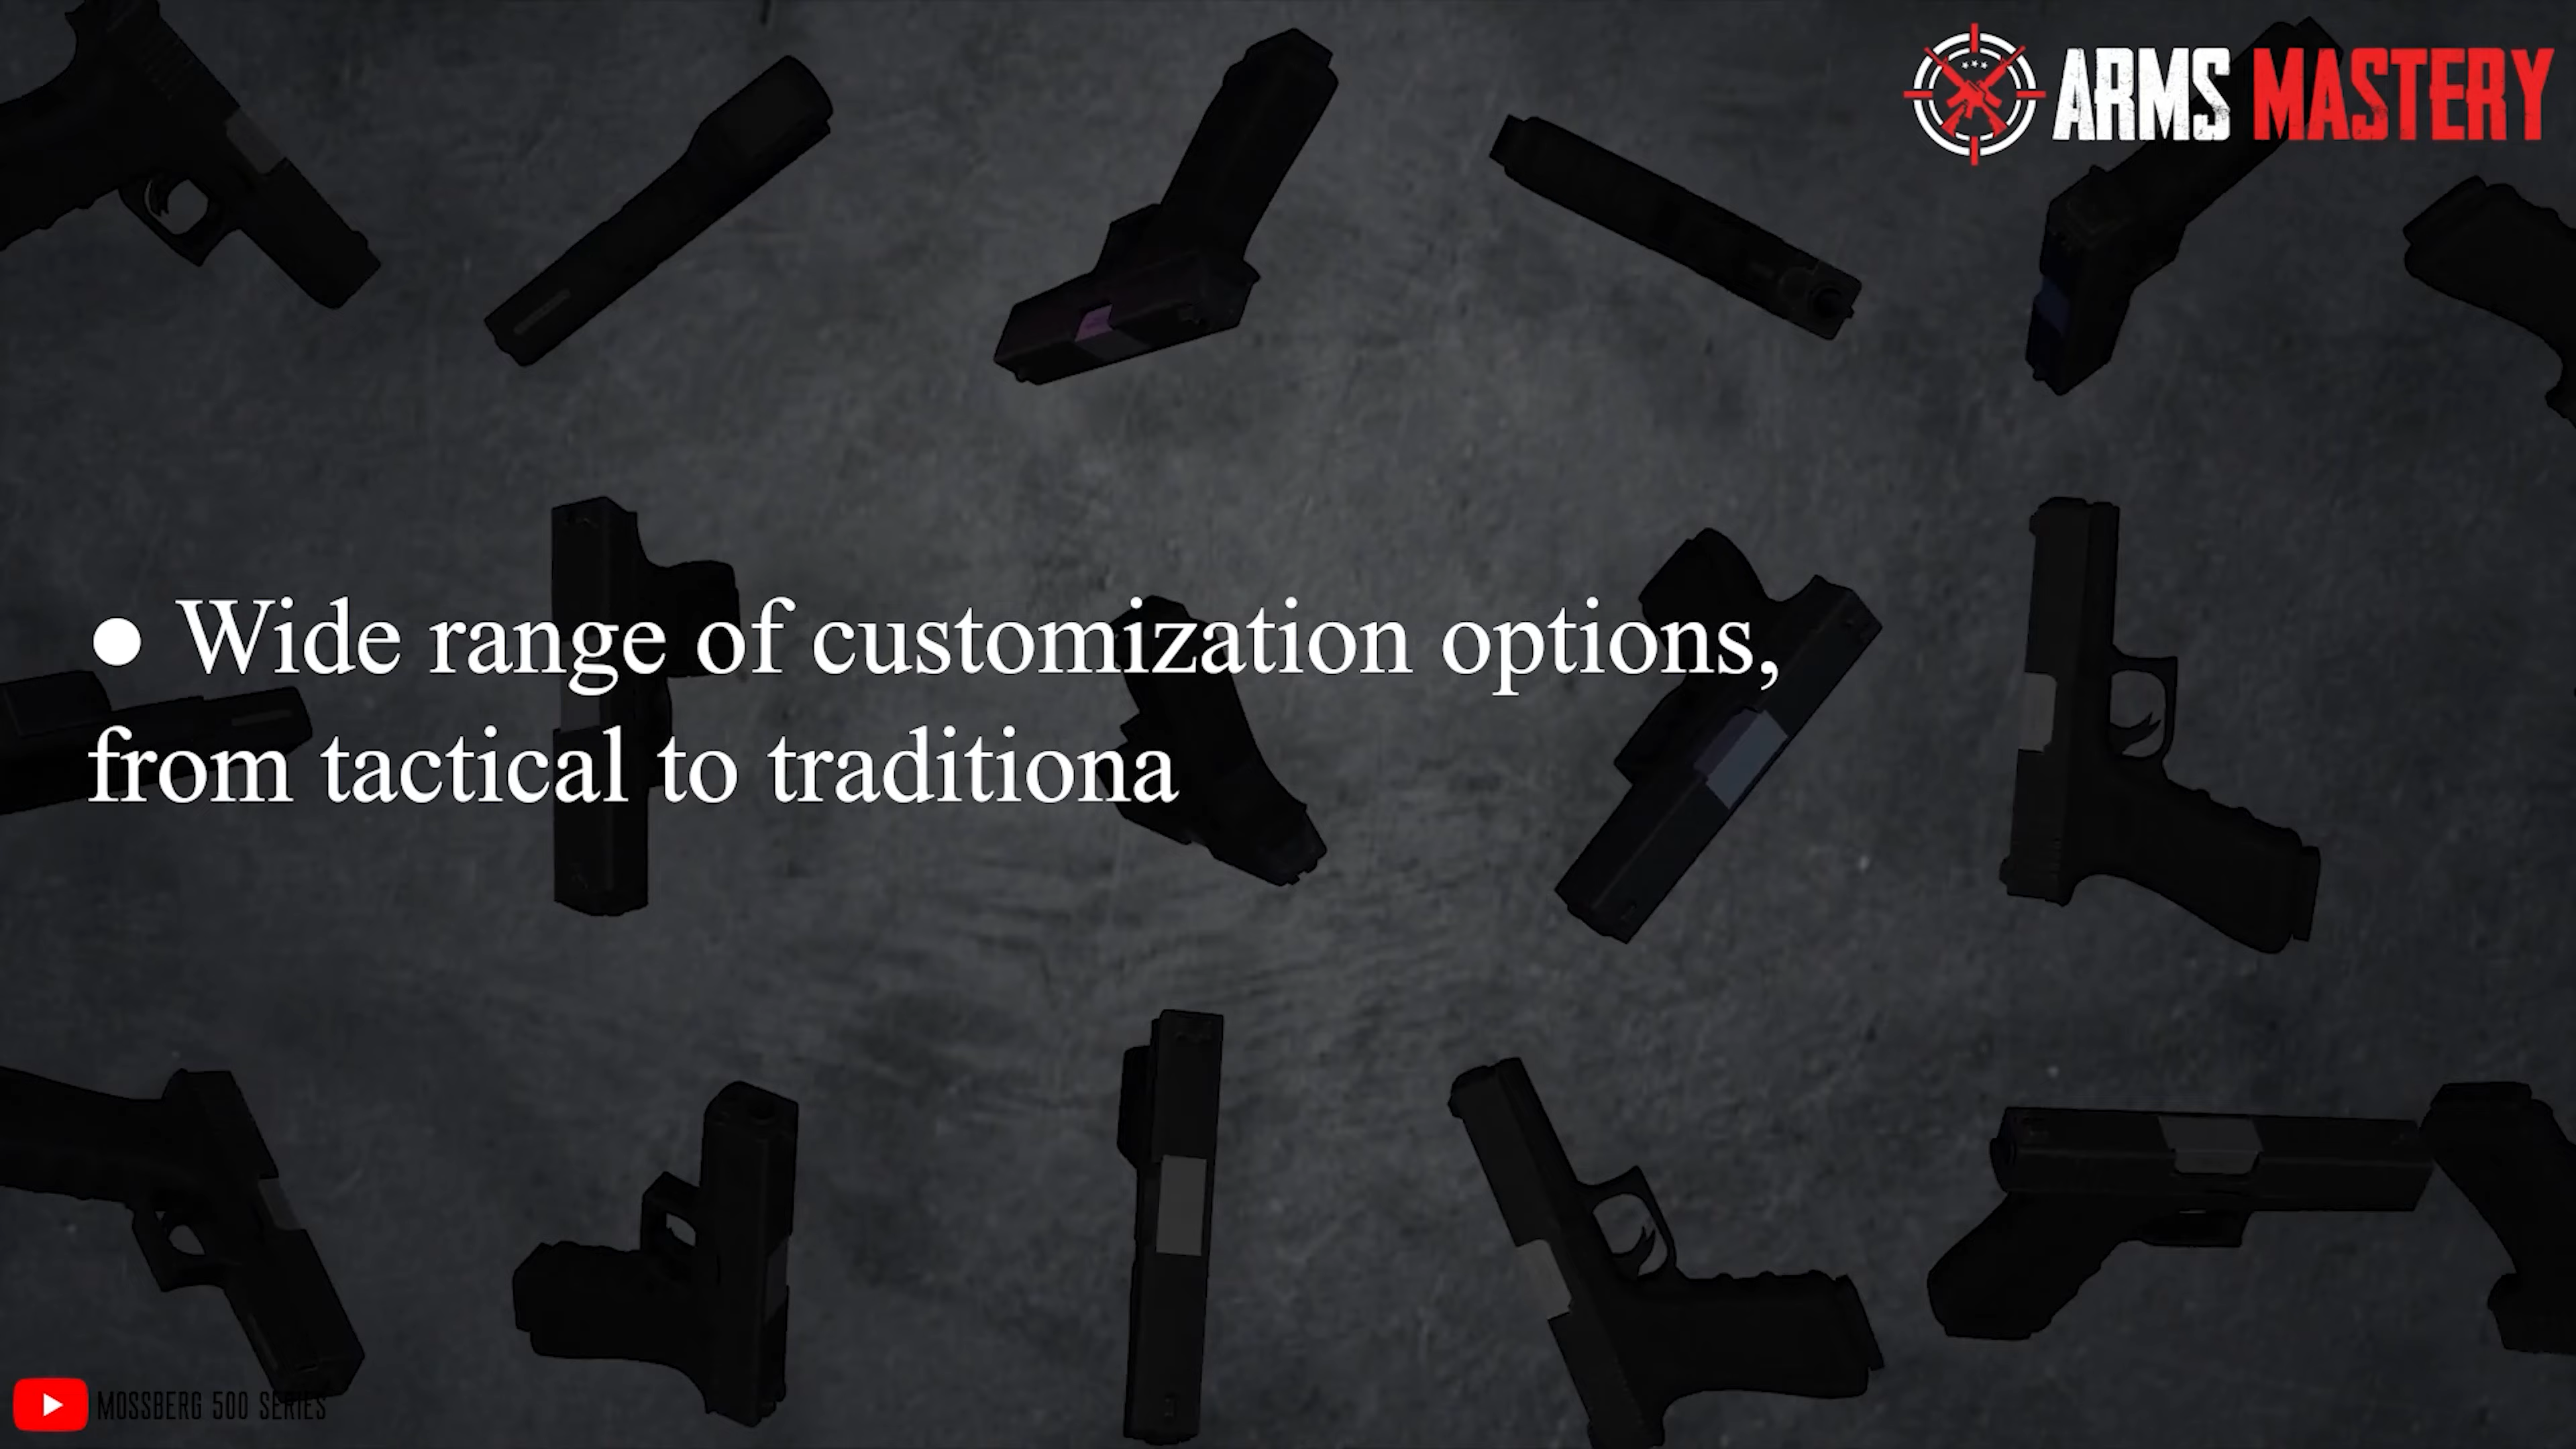 ARMS MASTERY
● Wide range of customization options,
from tactical to traditiona
MOSSBERG 500 SERIES